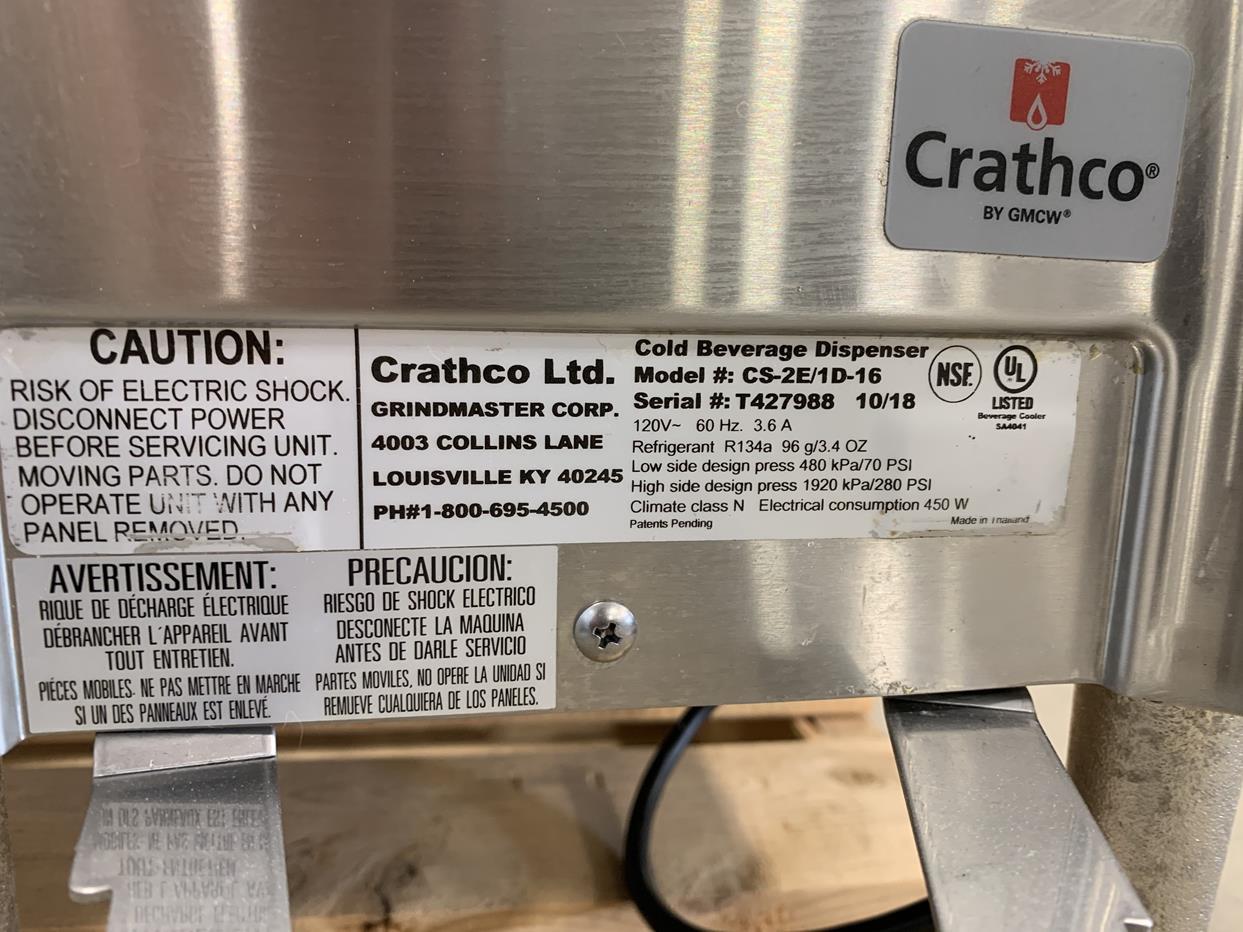 Crathco®
BY GMCW®
CAUTION:
RISK OF ELECTRIC SHOCK.
DISCONNECT POWER
BEFORE SERVICING UNIT.
MOVING PARTS. DO NOT
OPERATE UNIT WITH ANY
PANEL REMOVED.
Crathco Ltd.
GRINDMASTER CORP.
4003 COLLINS LANE
LOUISVILLE KY 40245
PH#1-800-695-4500
Cold Beverage Dispenser
Model #: CS-2E/1D-16
Serial #: T427988 10/18
120V~ 60 Hz. 3.6 A
Refrigerant R134a 96 g/3.4 OZ
Low side design press 480 kPa/70 PSI
High side design press 1920 kPa/280 PSI
Climate class N Electrical consumption 450 W
Patents Pending
Made in Thailand
NSF.
UL
LISTED
Beverage Cooler
SA4041
AVERTISSEMENT:
RIQUE DE DÉCHARGE ÉLECTRIQUE
DÉBRANCHER L'APPAREIL AVANT
TOUT ENTRETIEN.
PIÉCES MOBILES. NE PAS METTRE EN MARCHE
SI UN DES PANNEAUX EST ENLEVÉ.
PRECAUCION:
RIESGO DE SHOCK ELECTRICO
DESCONECTE LA MAQUINA
ANTES DE DARLE SERVICIO
PARTES MOVILES, NO OPERE LA UNIDAD SI
REMUEVE CUALQUIERA DE LOS PANELES.